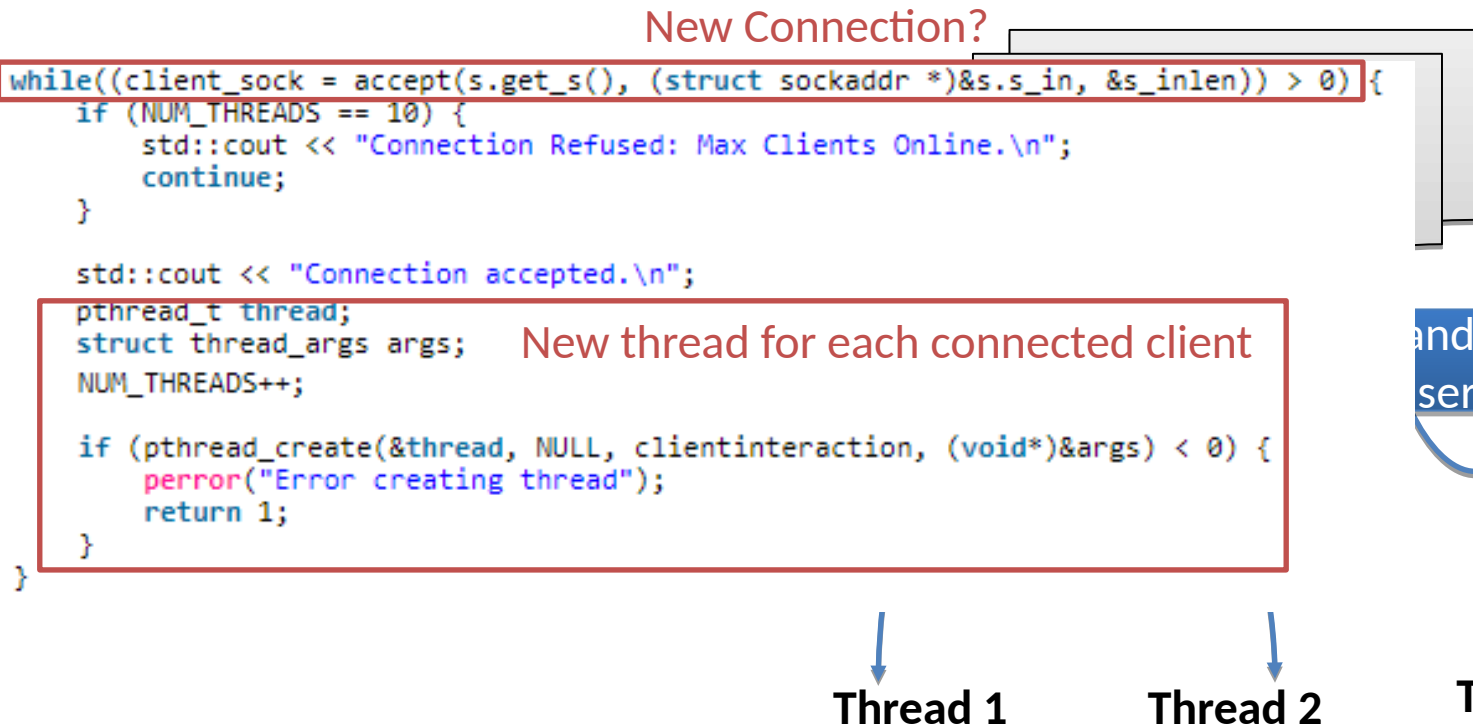 New Connection?
while((client_sock = accept(s.get_s(), (struct sockaddr *)&s.s_in, &s_inlen)) > 0) {
if (NUM_THREADS == 10) {
std::cout << "Connection Refused: Max Clients Online.\n";
continue;
}
std::cout << "Connection accepted.\n";
pthread_t thread;
struct thread_args args;
New thread for each connected client
NUM_THREADS++;
if (pthread_create(&thread, NULL, clientinteraction, (void*)&args) < 0) {
perror("Error creating thread");
return 1;
}
}
Thread 1
Thread 2